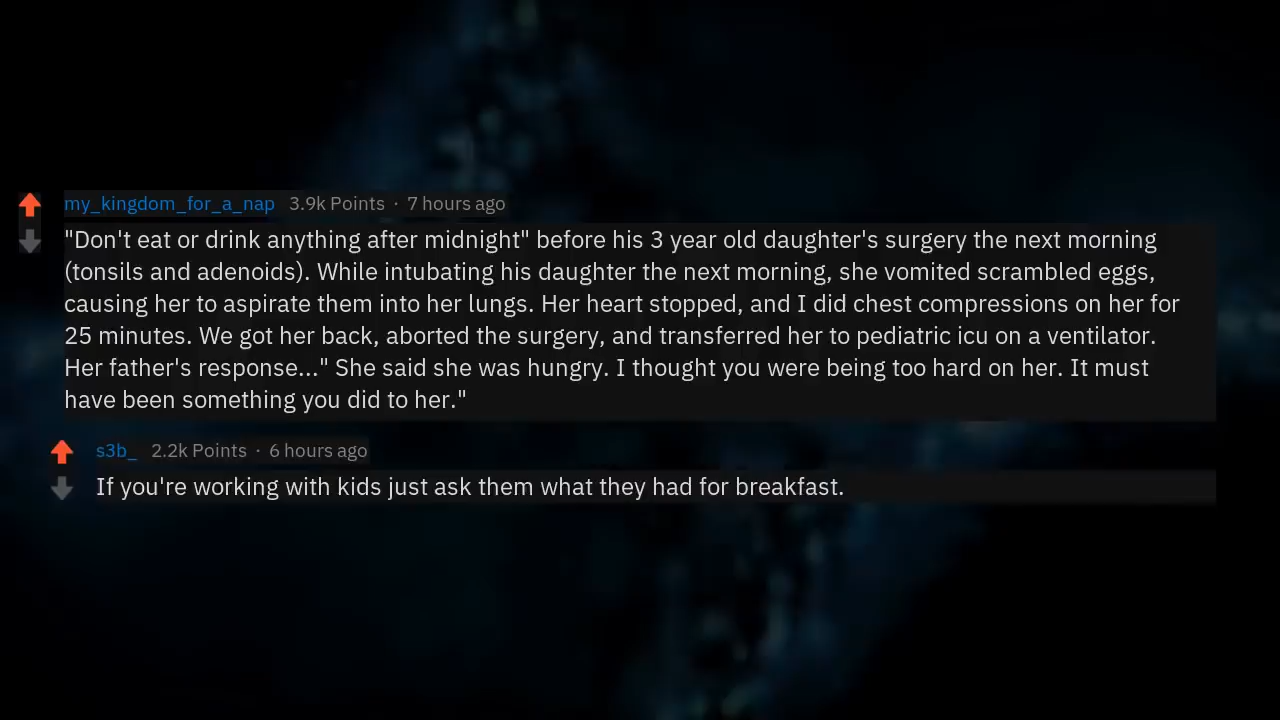 my_kingdom_for_a_nap 3.9k Points · 7 hours ago
"Don't eat or drink anything after midnight" before his 3 year old daughter's surgery the next morning
(tonsils and adenoids). While intubating his daughter the next morning, she vomited scrambled eggs,
causing her to aspirate them into her lungs. Her heart stopped, and I did chest compressions on her for
25 minutes. We got her back, aborted the surgery, and transferred her to pediatric icu on a ventilator.
Her father's response..." She said she was hungry. I thought you were being too hard on her. It must
have been something you did to her."
s3b_ 2.2k Points · 6 hours ago
If you're working with kids just ask them what they had for breakfast.